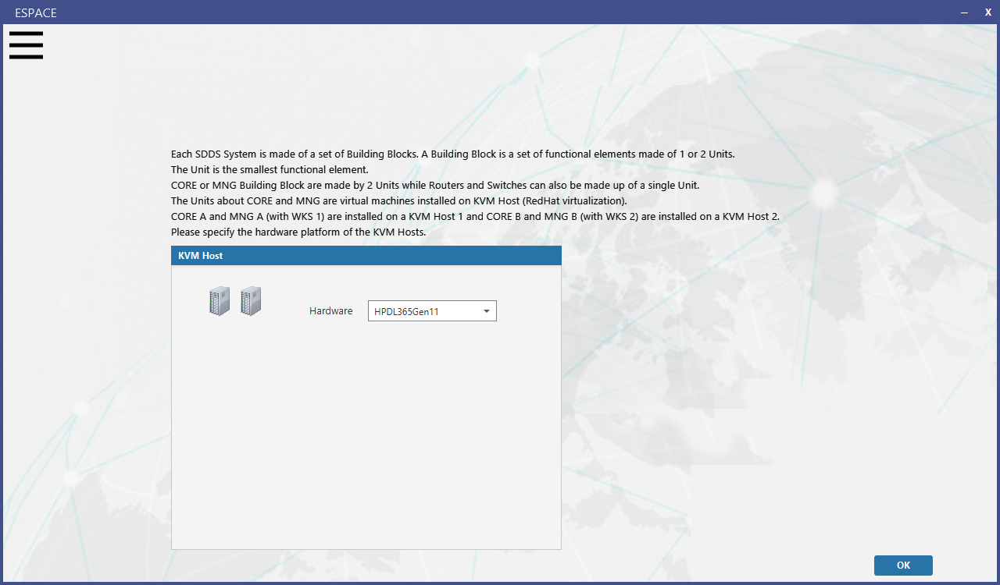 ESPACE
Each SDDS System is made of a set of Building Blocks. A Building Block is a set of functional elements made of 1 or 2 Units.
The Unit is the smallest functional element.
CORE or MNG Building Block are made by 2 Units while Routers and Switches can also be made up of a single Unit.
The Units about CORE and MNG are virtual machines installed on KVM Host (RedHat virtualization).
CORE A and MNG A (with WKS 1) are installed on a KVM Host 1 and CORE B and MNG B (with WKS 2) are installed on a KVM Host 2.
Please specify the hardware platform of the KVM Hosts.
KVM Host
Hardware HPDL365Gen11
OK